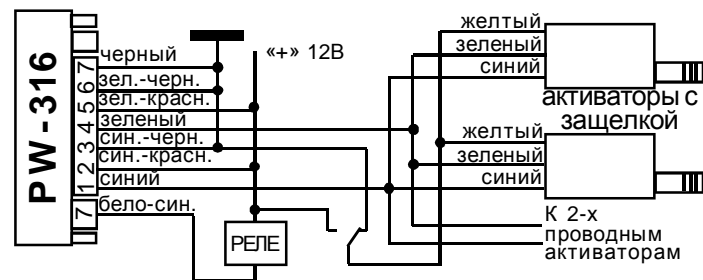 PW-316
7 6 5 4 3 2 1
7
черный
зел.-черн.
зел.-красн.
зеленый
син.-черн.
син.-красн.
синий
бело-син.
«+» 12В
РЕЛЕ
желтый
зеленый
синий
активаторы с
защелкой
желтый
зеленый
синий
К 2-х
проводным
активаторам